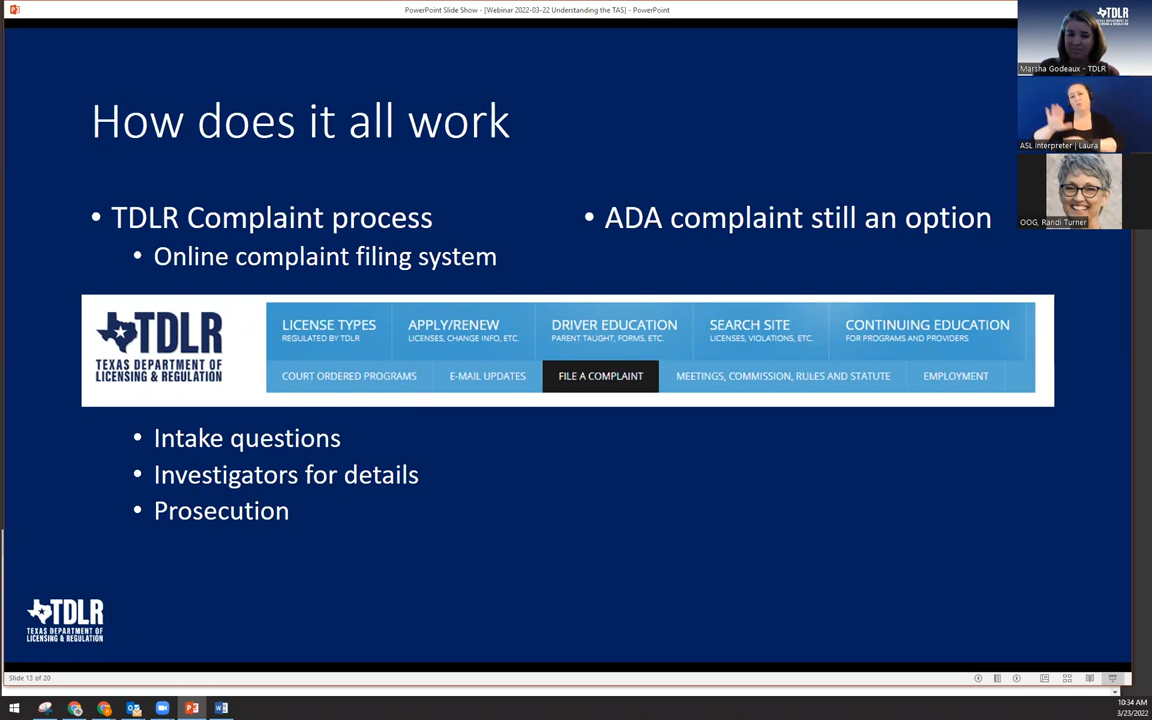 PowerPoint Slide Show - [Webinar 2022-03-22 Understanding the TAS] - PowerPoint
TDLR
Marsha Godeaux - TDLR
ASL Interpreter | Laura
OOG, Randi Turner
How does it all work
• TDLR Complaint process
• Online complaint filing system
• ADA complaint still an option
TDLR
TEXAS DEPARTMENT OF
LICENSING & REGULATION
LICENSE TYPES
REGULATED BY TDLR
APPLY/RENEW
LICENSES, CHANGE INFO, ETC.
DRIVER EDUCATION
PARENT TAUGHT, FORMS, ETC.
SEARCH SITE
LICENSES, VIOLATIONS, ETC.
CONTINUING EDUCATION
FOR PROGRAMS AND PROVIDERS
COURT ORDERED PROGRAMS
E-MAIL UPDATES
FILE A COMPLAINT
MEETINGS, COMMISSION, RULES AND STATUTE
EMPLOYMENT
• Intake questions
• Investigators for details
• Prosecution
TDLR
TEXAS DEPARTMENT OF
LICENSING & REGULATION
Slide 13 of 20
10:34 AM
3/23/2022